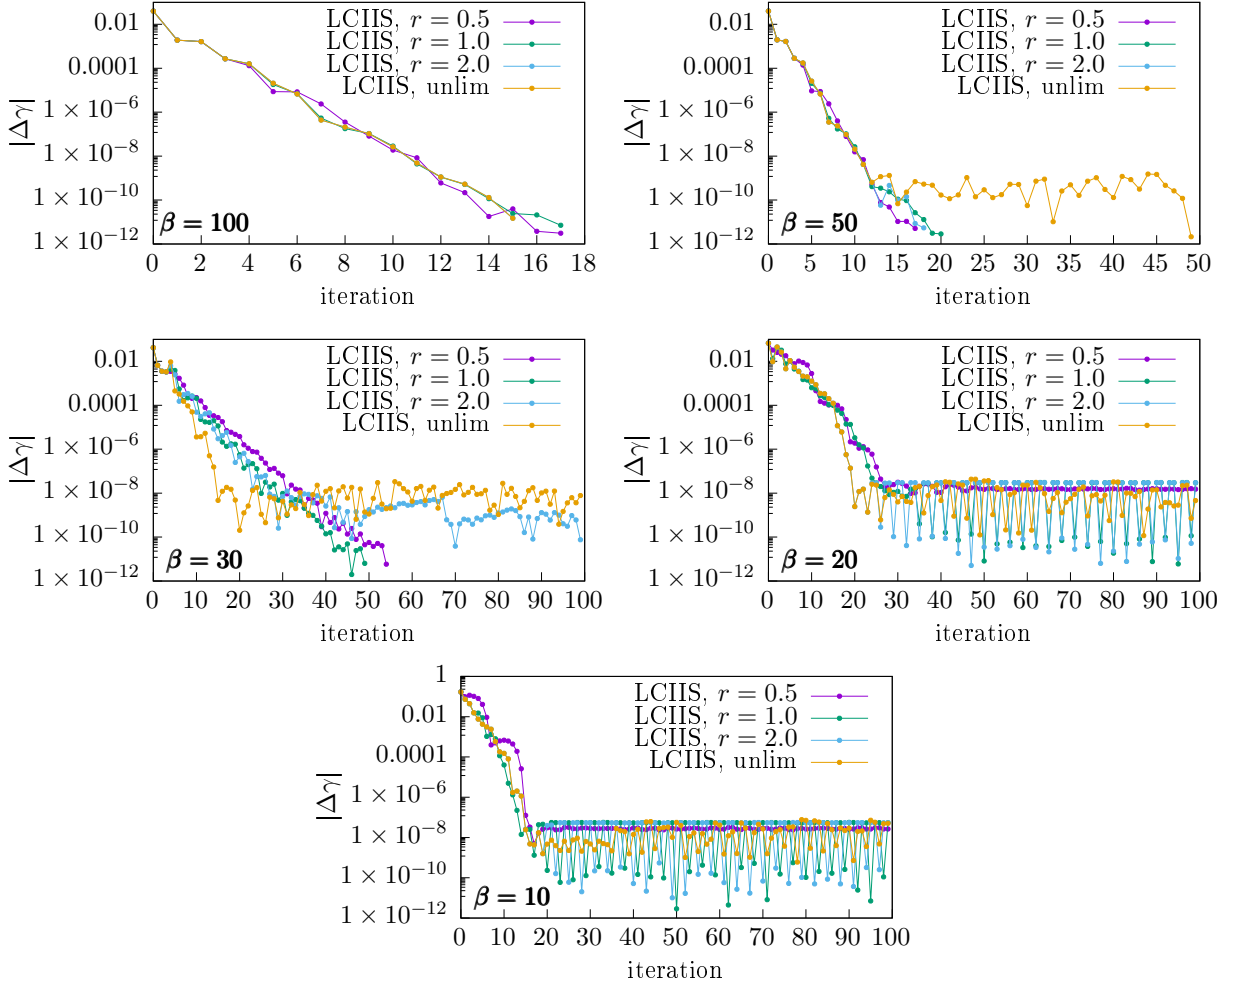 0.01
0.0001
1 × 10−6
1 × 10−8
1 × 10−10
1 × 10−12
|Δγ|
LCIIS, r = 0.5
LCIIS, r = 1.0
LCIIS, r = 2.0
LCIIS, unlim
β = 100
0 2 4 6 8 10 12 14 16 18
iteration
0.01
0.0001
1 × 10−6
1 × 10−8
1 × 10−10
1 × 10−12
|Δγ|
LCIIS, r = 0.5
LCIIS, r = 1.0
LCIIS, r = 2.0
LCIIS, unlim
β = 50
0 5 10 15 20 25 30 35 40 45 50
iteration
0.01
0.0001
1 × 10−6
1 × 10−8
1 × 10−10
1 × 10−12
|Δγ|
LCIIS, r = 0.5
LCIIS, r = 1.0
LCIIS, r = 2.0
LCIIS, unlim
β = 30
0 10 20 30 40 50 60 70 80 90 100
iteration
0.01
0.0001
1 × 10−6
1 × 10−8
1 × 10−10
1 × 10−12
|Δγ|
LCIIS, r = 0.5
LCIIS, r = 1.0
LCIIS, r = 2.0
LCIIS, unlim
β = 20
0 10 20 30 40 50 60 70 80 90 100
iteration
1
0.01
0.0001
1 × 10−6
1 × 10−8
1 × 10−10
1 × 10−12
|Δγ|
LCIIS, r = 0.5
LCIIS, r = 1.0
LCIIS, r = 2.0
LCIIS, unlim
β = 10
0 10 20 30 40 50 60 70 80 90 100
iteration